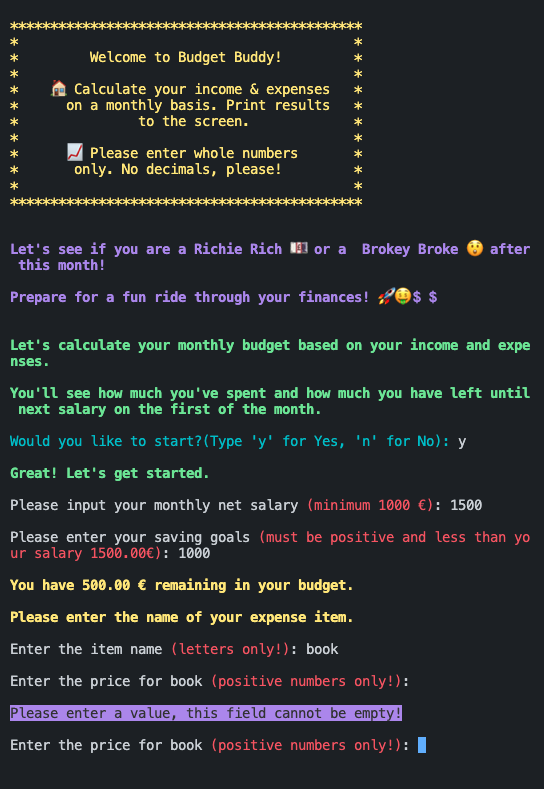 ********************************************
*                                          *
*         Welcome to Budget Buddy!         *
*                                          *
*    🏠 Calculate your income & expenses   *
*      on a monthly basis. Print results   *
*               to the screen.             *
*                                          *
*      📈 Please enter whole numbers       *
*       only. No decimals, please!         *
*                                          *
********************************************
Let's see if you are a Richie Rich 💶 or a  Brokey Broke 😲 after
 this month!
Prepare for a fun ride through your finances! 🚀🤑$ $
Let's calculate your monthly budget based on your income and expe
nses.
You'll see how much you've spent and how much you have left until
 next salary on the first of the month.
Would you like to start?(Type 'y' for Yes, 'n' for No): y
Great! Let's get started.
Please input your monthly net salary (minimum 1000 €): 1500
Please enter your saving goals (must be positive and less than yo
ur salary 1500.00€): 1000
You have 500.00 € remaining in your budget.
Please enter the name of your expense item.
Enter the item name (letters only!): book
Enter the price for book (positive numbers only!):
Please enter a value, this field cannot be empty!
Enter the price for book (positive numbers only!):